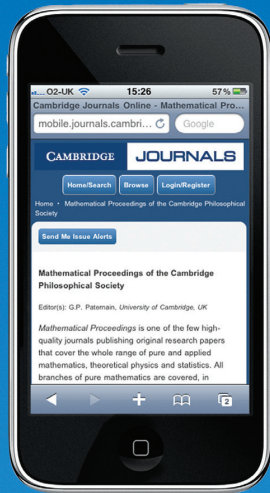 O2-UK 15:26 57%
Cambridge Journals Online - Mathematical Pro...
mobile.journals.cambri... Google
CAMBRIDGE JOURNALS
Home/Search Browse Login/Register
Home • Mathematical Proceedings of the Cambridge Philosophical
Society
Send Me Issue Alerts
Mathematical Proceedings of the Cambridge
Philosophical Society
Editor(s): G.P. Paternain, University of Cambridge, UK
Mathematical Proceedings is one of the few high-
quality journals publishing original research papers
that cover the whole range of pure and applied
mathematics, theoretical physics and statistics. All
branches of pure mathematics are covered, in
2